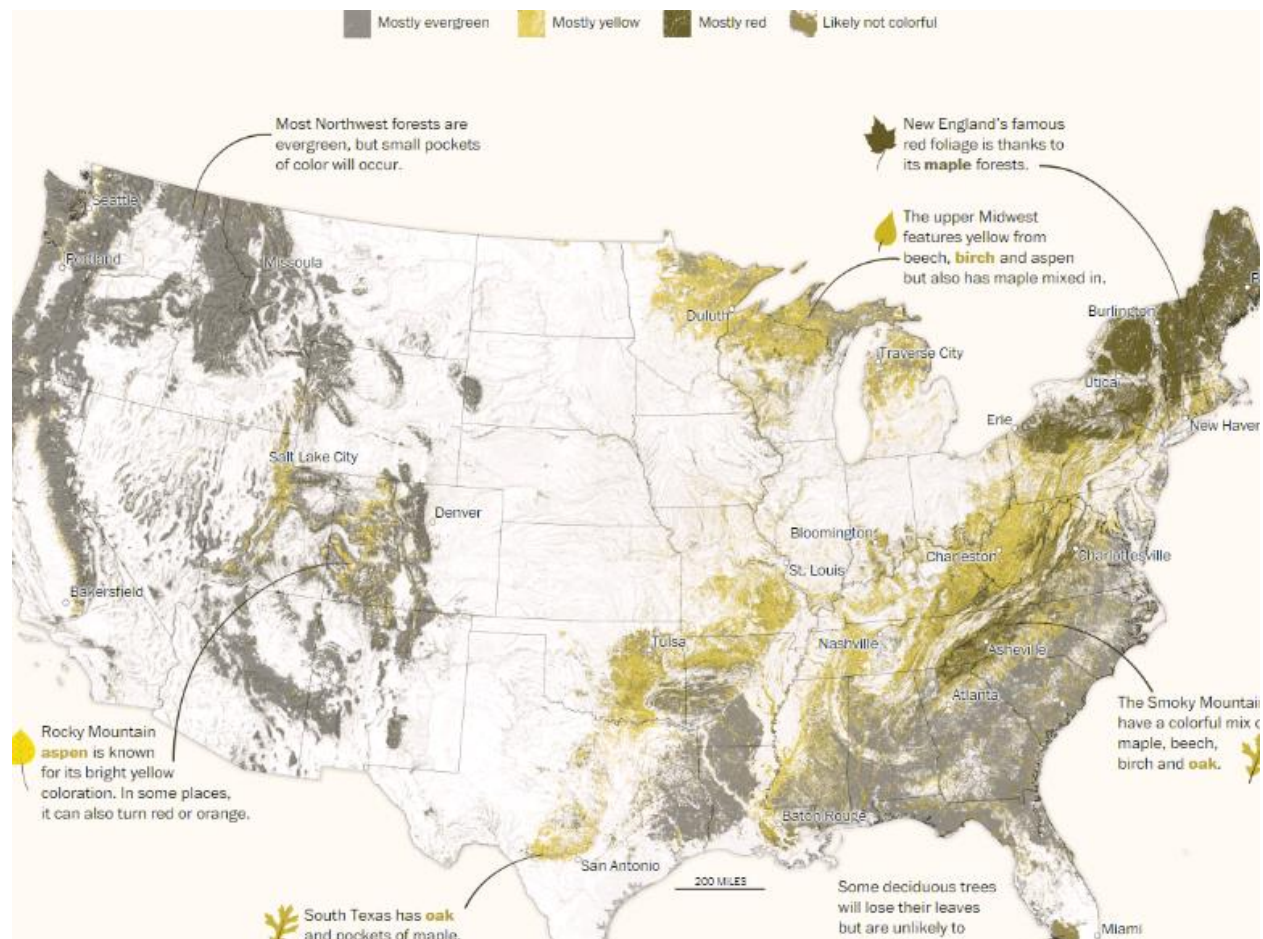 Mostly evergreen
Mostly yellow
Mostly red
Likely not colorful
Most Northwest forests are
evergreen, but small pockets
of color will occur.
New England's famous
red foliage is thanks to
its maple forests.
The upper Midwest
features yellow from
beech, birch and aspen
but also has maple mixed in.
Seattle
Portland
Missoula
Duluth
Burlington
P
Traverse City
Utica
Erie
New Haven
Salt Lake City
Denver
Bloomington
Charleston
Charlottesville
St. Louis
Bakersfield
Tulsa
Nashville
Asheville
Atlanta
The Smoky Mountai
have a colorful mix o
maple, beech,
birch and oak.
Rocky Mountain
aspen is known
for its bright yellow
coloration. In some places,
it can also turn red or orange.
Baton Rouge
San Antonio
200 MILES
Some deciduous trees
will lose their leaves
but are unlikely to
South Texas has oak
and pockets of maple.
Miami